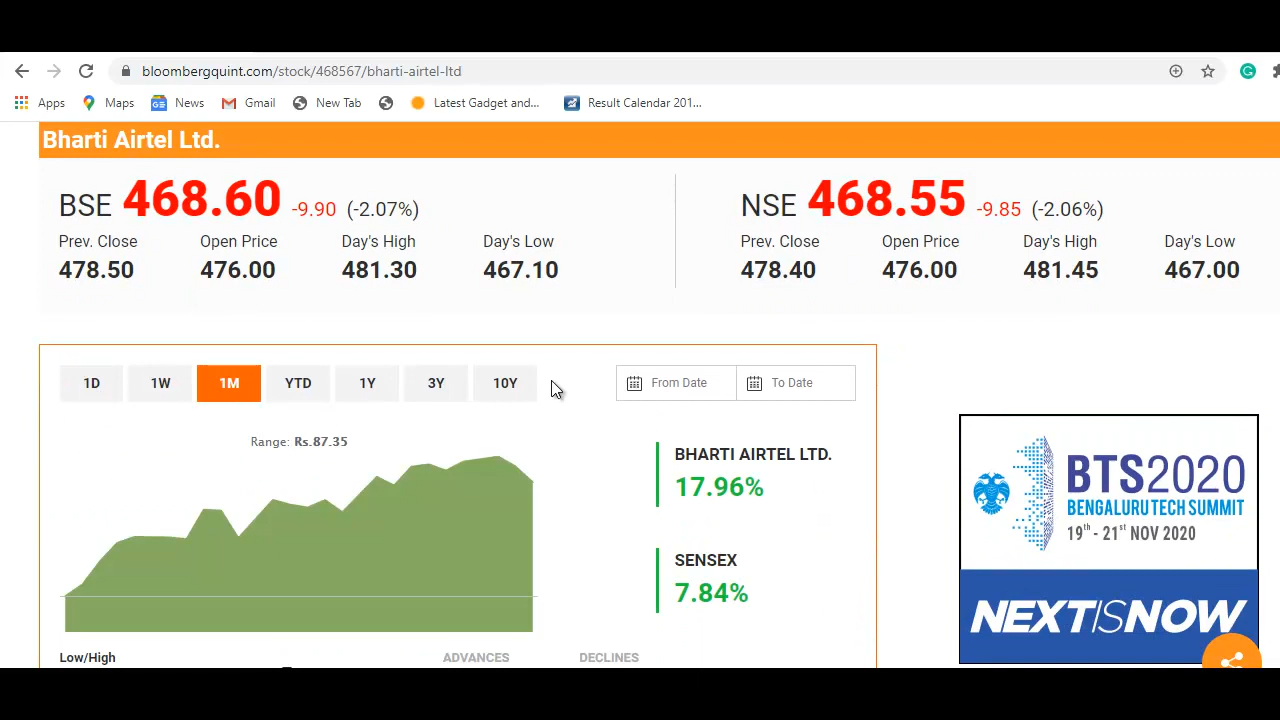 bloombergquint.com/stock/468567/bharti-airtel-ltd
Apps Maps News Gmail New Tab Latest Gadget and... Result Calendar 201...
Bharti Airtel Ltd.
BSE 468.60 -9.90 (-2.07%)
Prev. Close Open Price Day's High Day's Low
478.50 476.00 481.30 467.10
NSE 468.55 -9.85 (-2.06%)
Prev. Close Open Price Day's High Day's Low
478.40 476.00 481.45 467.00
1D 1W 1M YTD 1Y 3Y 10Y
From Date To Date
Range: Rs.87.35
BHARTI AIRTEL LTD.
17.96%
SENSEX
7.84%
Low/High ADVANCES DECLINES
BTS2020
BENGALURU TECH SUMMIT
19th - 21st NOV 2020
NEXT IS NOW